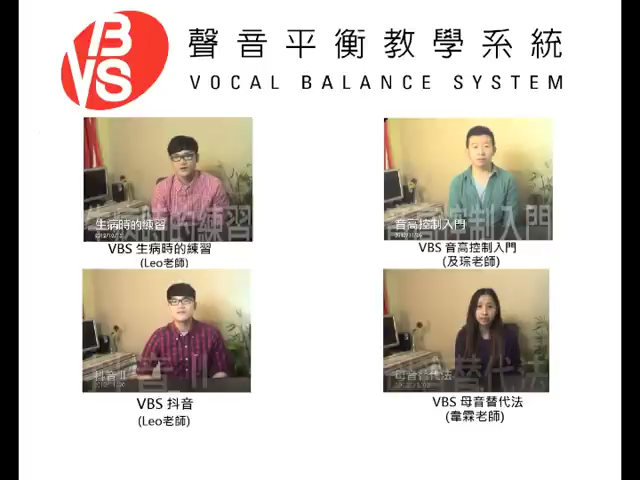 VBS
聲音平衡教學系統
VOCAL BALANCE SYSTEM
生病時的練習
VBS 生病時的練習
(Leo老師)
音高控制入門
VBS 音高控制入門
(及琮老師)
抖音 II
VBS 抖音
(Leo老師)
母音替代法
VBS 母音替代法
(韋霖老師)